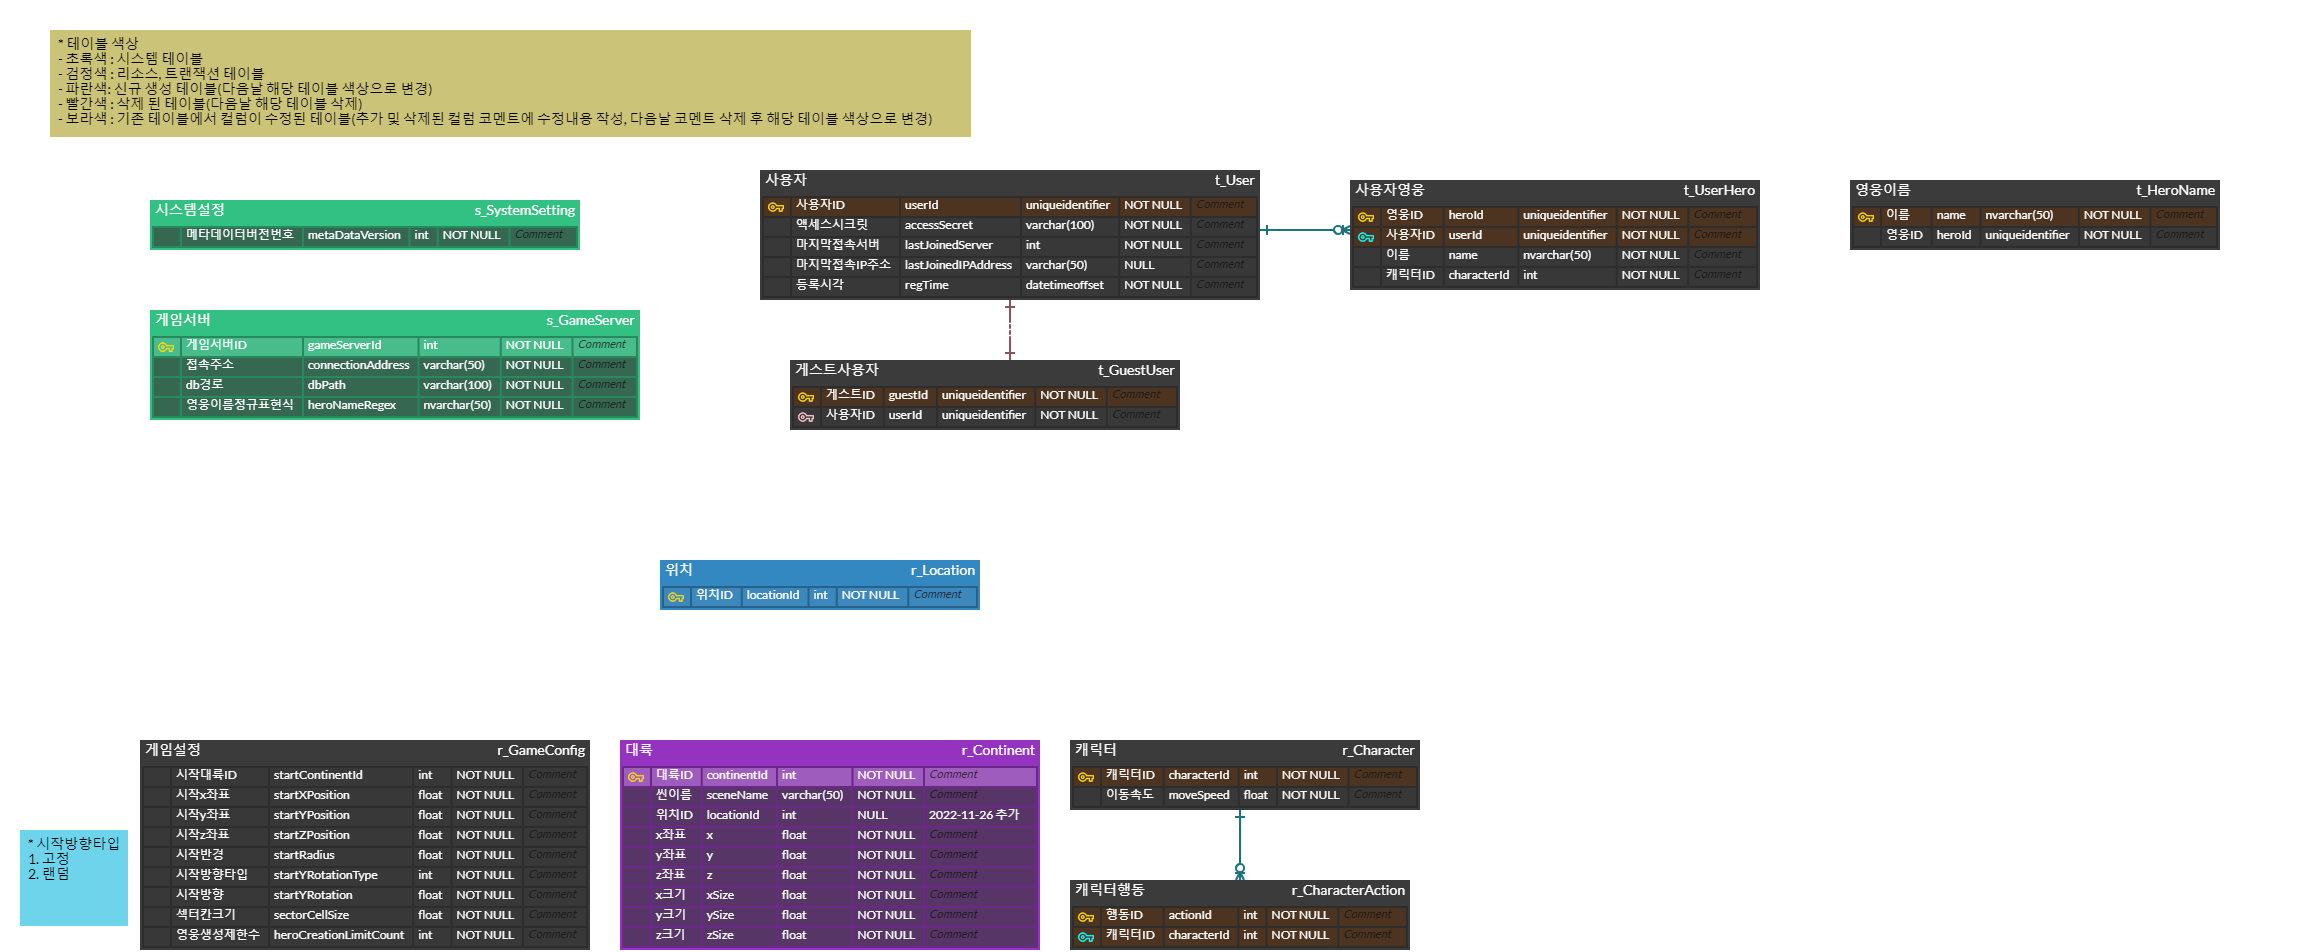 * 테이블 색상
- 초록색 : 시스템 테이블
- 검정색 : 리소스, 트랜잭션 테이블
- 파란색: 신규 생성 테이블(다음날 해당 테이블 색상으로 변경)
- 빨간색 : 삭제 된 테이블(다음날 해당 테이블 삭제)
- 보라색 : 기존 테이블에서 컬럼이 수정된 테이블(추가 및 삭제된 컬럼 코멘트에 수정내용 작성, 다음날 코멘트 삭제 후 해당 테이블 색상으로 변경)
시스템설정 s_SystemSetting
메타데이터버전번호 metaDataVersion int NOT NULL Comment
게임서버 s_GameServer
게임서버ID gameServerId int NOT NULL Comment
접속주소 connectionAddress varchar(50) NOT NULL Comment
db경로 dbPath varchar(100) NOT NULL Comment
영웅이름정규표현식 heroNameRegex nvarchar(50) NOT NULL Comment
사용자 t_User
사용자ID userId uniqueidentifier NOT NULL Comment
액세스시크릿 accessSecret varchar(100) NOT NULL Comment
마지막접속서버 lastJoinedServer int NOT NULL Comment
마지막접속IP주소 lastJoinedIPAddress varchar(50) NULL Comment
등록시각 regTime datetimeoffset NOT NULL Comment
사용자영웅 t_UserHero
영웅ID heroId uniqueidentifier NOT NULL Comment
사용자ID userId uniqueidentifier NOT NULL Comment
이름 name nvarchar(50) NOT NULL Comment
캐릭터ID characterId int NOT NULL Comment
영웅이름 t_HeroName
이름 name nvarchar(50) NOT NULL Comment
영웅ID heroId uniqueidentifier NOT NULL Comment
게스트사용자 t_GuestUser
게스트ID guestId uniqueidentifier NOT NULL Comment
사용자ID userId uniqueidentifier NOT NULL Comment
위치 r_Location
위치ID locationId int NOT NULL Comment
* 시작방향타입
1. 고정
2. 랜덤
게임설정 r_GameConfig
시작대륙ID startContinentId int NOT NULL Comment
시작x좌표 startXPosition float NOT NULL Comment
시작y좌표 startYPosition float NOT NULL Comment
시작z좌표 startZPosition float NOT NULL Comment
시작반경 startRadius float NOT NULL Comment
시작방향타입 startYRotationType int NOT NULL Comment
시작방향 startYRotation float NOT NULL Comment
섹터칸크기 sectorCellSize float NOT NULL Comment
영웅생성제한수 heroCreationLimitCount int NOT NULL Comment
대륙 r_Continent
대륙ID continentId int NOT NULL Comment
씬이름 sceneName varchar(50) NOT NULL Comment
위치ID locationId int NULL 2022-11-26 추가
x좌표 x float NOT NULL Comment
y좌표 y float NOT NULL Comment
z좌표 z float NOT NULL Comment
x크기 xSize float NOT NULL Comment
y크기 ySize float NOT NULL Comment
z크기 zSize float NOT NULL Comment
캐릭터 r_Character
캐릭터ID characterId int NOT NULL Comment
이동속도 moveSpeed float NOT NULL Comment
캐릭터행동 r_CharacterAction
행동ID actionId int NOT NULL Comment
캐릭터ID characterId int NOT NULL Comment